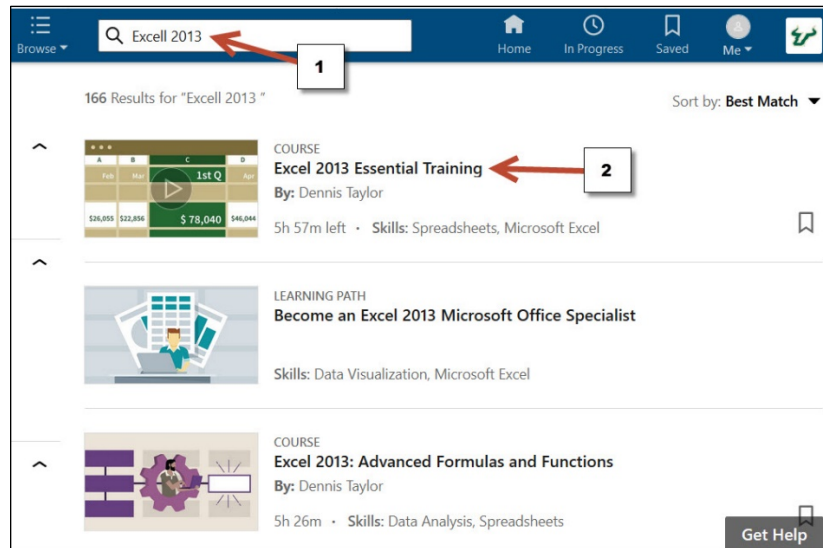 Browse
Excell 2013
Home
In Progress
Saved
Me
1
166 Results for "Excell 2013 "
Sort by: Best Match
A B C D
Feb Mar 1st Q Apr
$26,055 $22,856 $ 78,040 $46,044
COURSE
Excel 2013 Essential Training
2
By: Dennis Taylor
5h 57m left · Skills: Spreadsheets, Microsoft Excel
LEARNING PATH
Become an Excel 2013 Microsoft Office Specialist
Skills: Data Visualization, Microsoft Excel
COURSE
Excel 2013: Advanced Formulas and Functions
By: Dennis Taylor
5h 26m · Skills: Data Analysis, Spreadsheets
Get Help